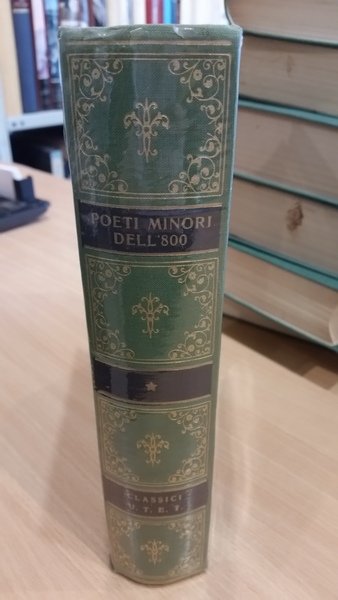 POETI MINORI
DELL'800
CLASSICI
U. T. E. T.